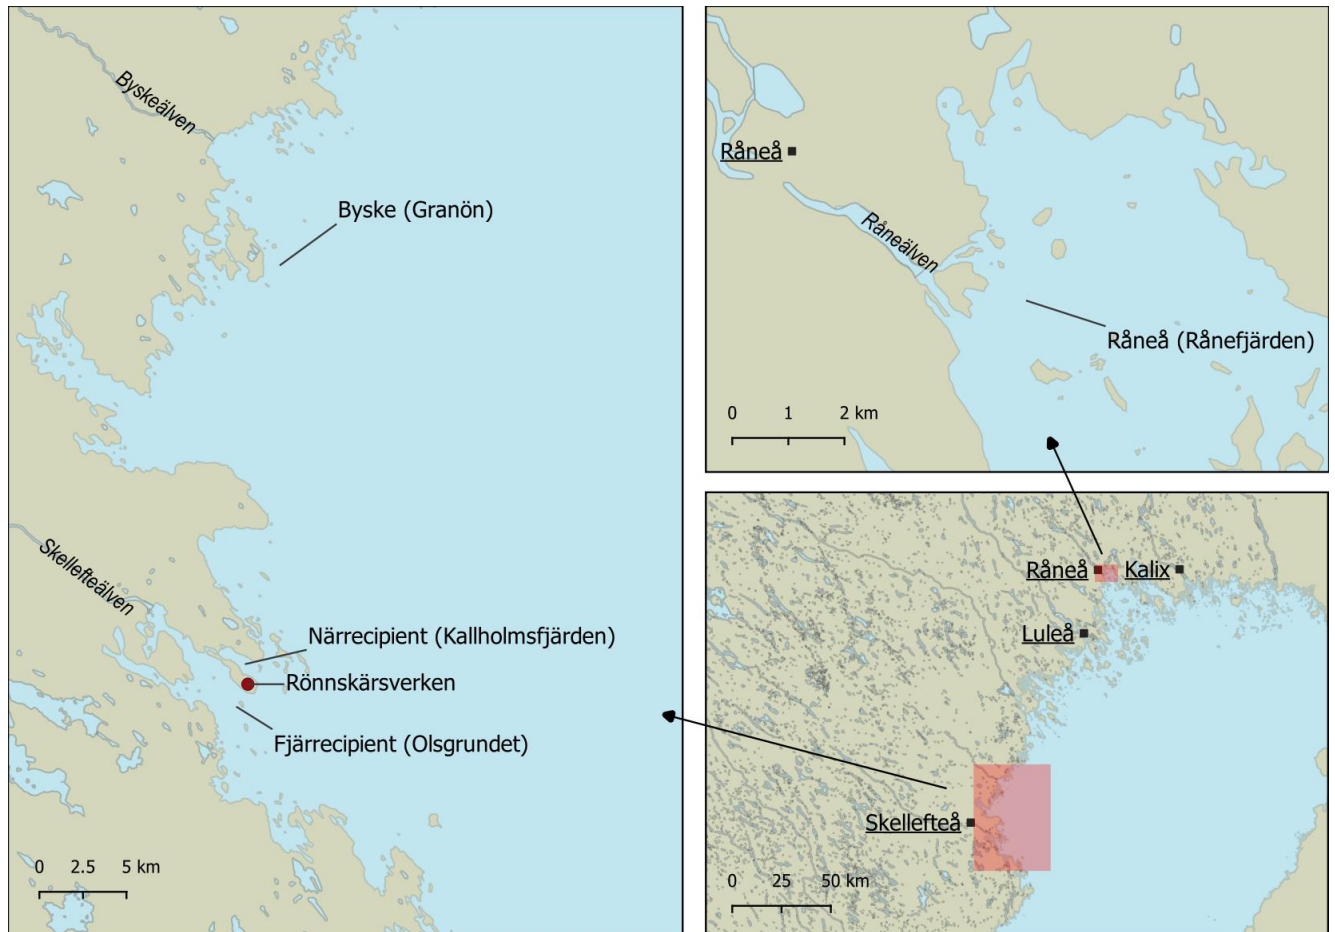 Byskeälven
Byske (Granön)
Skellefteälven
Närrecipient (Kallholmsfjärden)
Rönnskärsverken
Fjärrecipient (Olsgrundet)
0 2.5 5 km
Råneå
Råneälven
Råneå (Rånefjärden)
0 1 2 km
Råneå Kalix
Luleå
Skellefteå
0 25 50 km